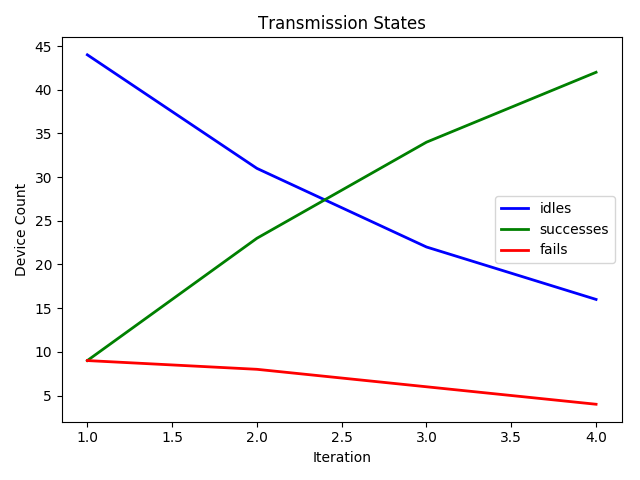 Transmission States
45
40
35
30
25
20
15
10
5
Device Count
idles
successes
fails
1.0 1.5 2.0 2.5 3.0 3.5 4.0
Iteration